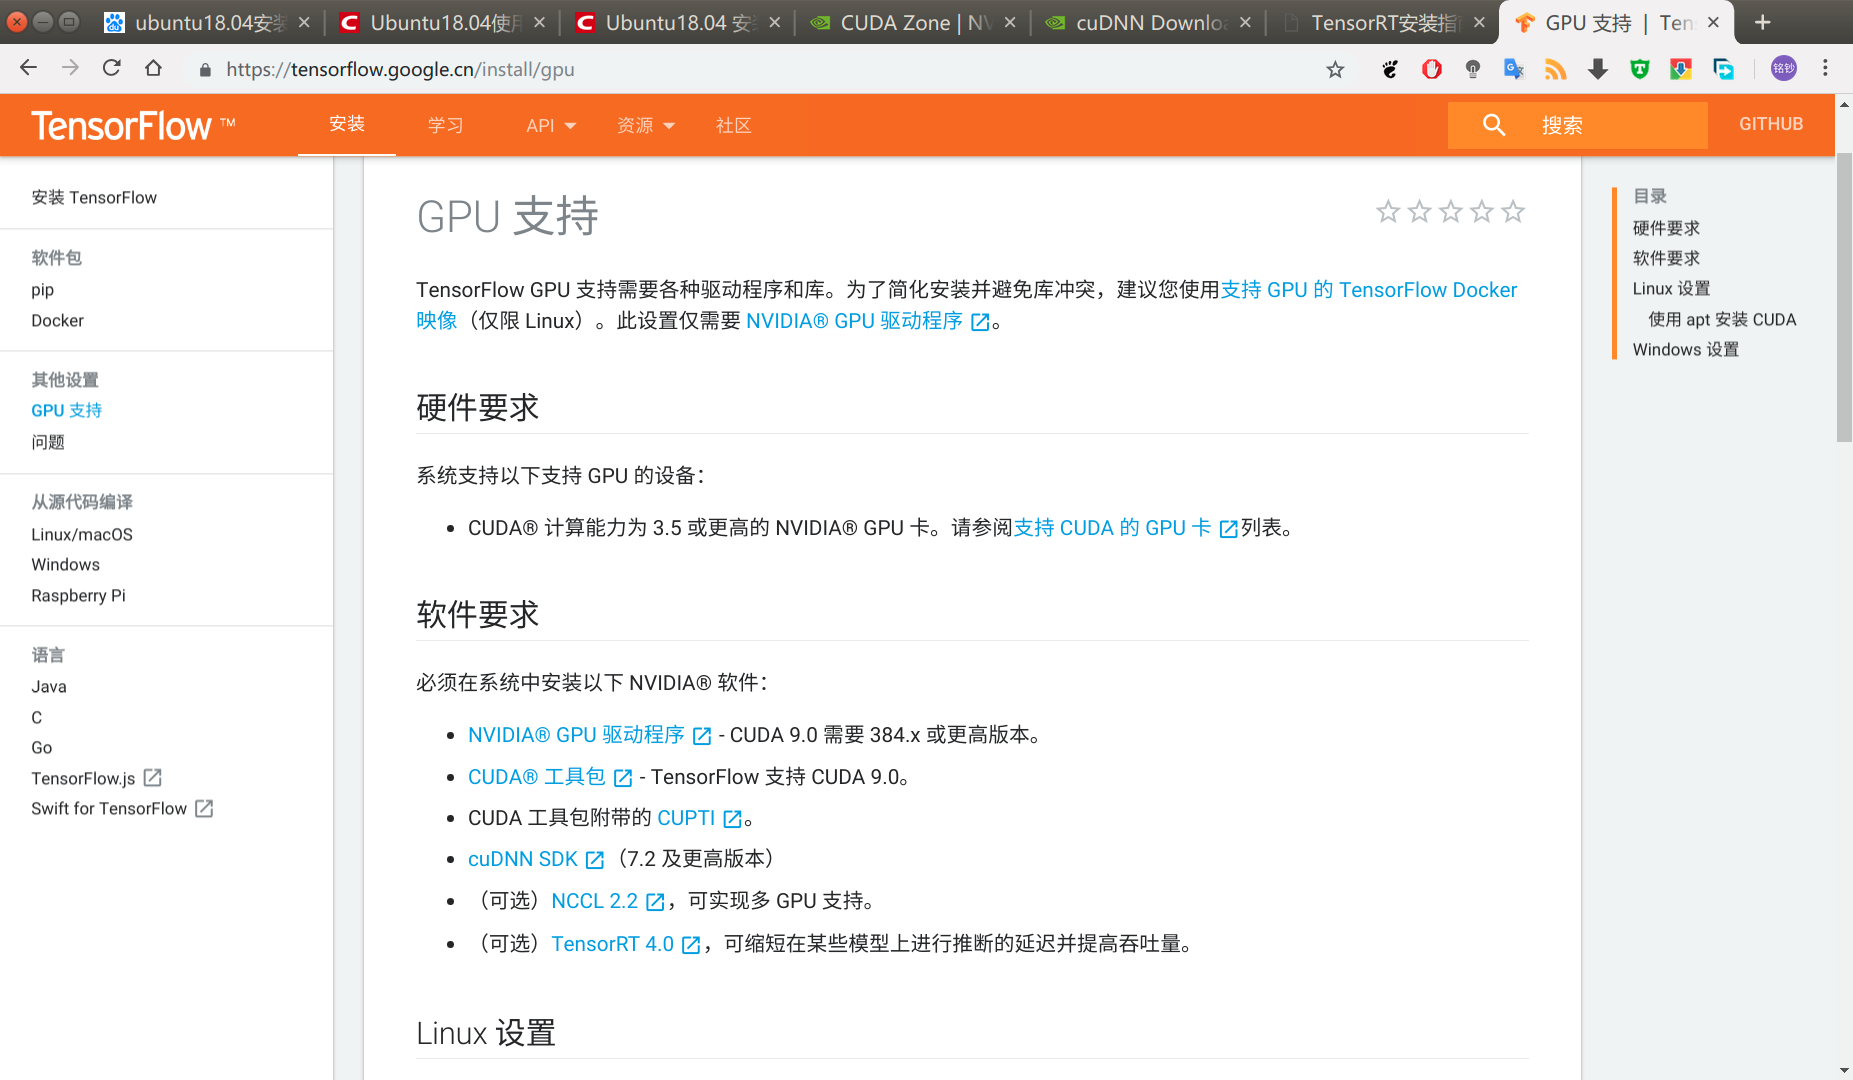 ubuntu18.04安装
Ubuntu18.04使用
Ubuntu18.04 安
CUDA Zone | NV
cuDNN Downlo
TensorRT安装指
GPU 支持 | Ten
https://tensorflow.google.cn/install/gpu
铭钞
TensorFlow ™
安装
学习
API
资源
社区
搜索
GITHUB
安装 TensorFlow
软件包
pip
Docker
其他设置
GPU 支持
问题
从源代码编译
Linux/macOS
Windows
Raspberry Pi
语言
Java
C
Go
TensorFlow.js
Swift for TensorFlow
GPU 支持
TensorFlow GPU 支持需要各种驱动程序和库。为了简化安装并避免库冲突，建议您使用支持 GPU 的 TensorFlow Docker
映像（仅限 Linux）。此设置仅需要 NVIDIA® GPU 驱动程序 。
硬件要求
系统支持以下支持 GPU 的设备：
• CUDA® 计算能力为 3.5 或更高的 NVIDIA® GPU 卡。请参阅支持 CUDA 的 GPU 卡 列表。
软件要求
必须在系统中安装以下 NVIDIA® 软件：
• NVIDIA® GPU 驱动程序 - CUDA 9.0 需要 384.x 或更高版本。
• CUDA® 工具包 - TensorFlow 支持 CUDA 9.0。
• CUDA 工具包附带的 CUPTI 。
• cuDNN SDK （7.2 及更高版本）
• （可选）NCCL 2.2 ，可实现多 GPU 支持。
• （可选）TensorRT 4.0 ，可缩短在某些模型上进行推断的延迟并提高吞吐量。
Linux 设置
目录
硬件要求
软件要求
Linux 设置
使用 apt 安装 CUDA
Windows 设置